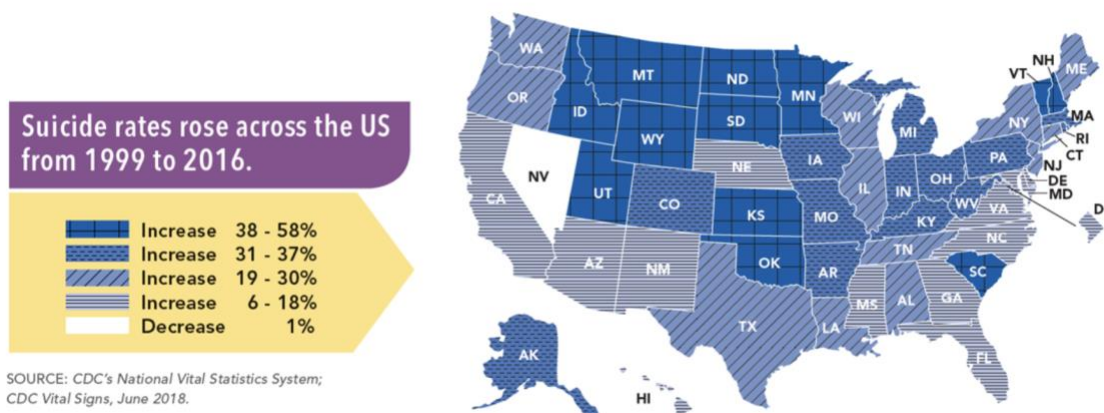 Suicide rates rose across the US
from 1999 to 2016.
Increase 38 - 58%
Increase 31 - 37%
Increase 19 - 30%
Increase 6 - 18%
Decrease 1%
SOURCE: CDC's National Vital Statistics System;
CDC Vital Signs, June 2018.
WA
MT
ND
MN
VT
NH
ME
OR
ID
WY
SD
WI
MI
NY
MA
RI
CT
NV
NE
IA
PA
NJ
DE
MD
CA
UT
CO
KS
MO
IL
IN
OH
WV
VA
KY
D
AZ
NM
OK
AR
TN
NC
SC
TX
LA
MS
AL
GA
FL
AK
HI